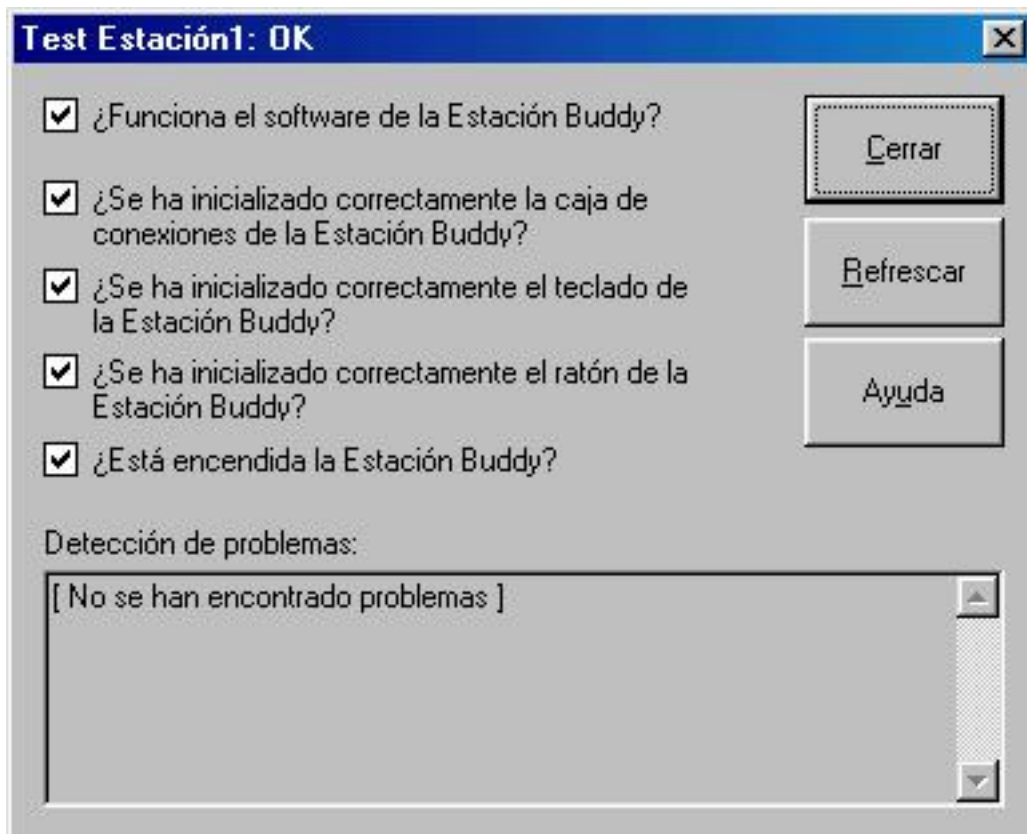 Test Estación1: OK
¿Funciona el software de la Estación Buddy?
¿Se ha inicializado correctamente la caja de
conexiones de la Estación Buddy?
¿Se ha inicializado correctamente el teclado de
la Estación Buddy?
¿Se ha inicializado correctamente el ratón de la
Estación Buddy?
¿Está encendida la Estación Buddy?
Cerrar
Refrescar
Ayuda
Detección de problemas:
[ No se han encontrado problemas ]